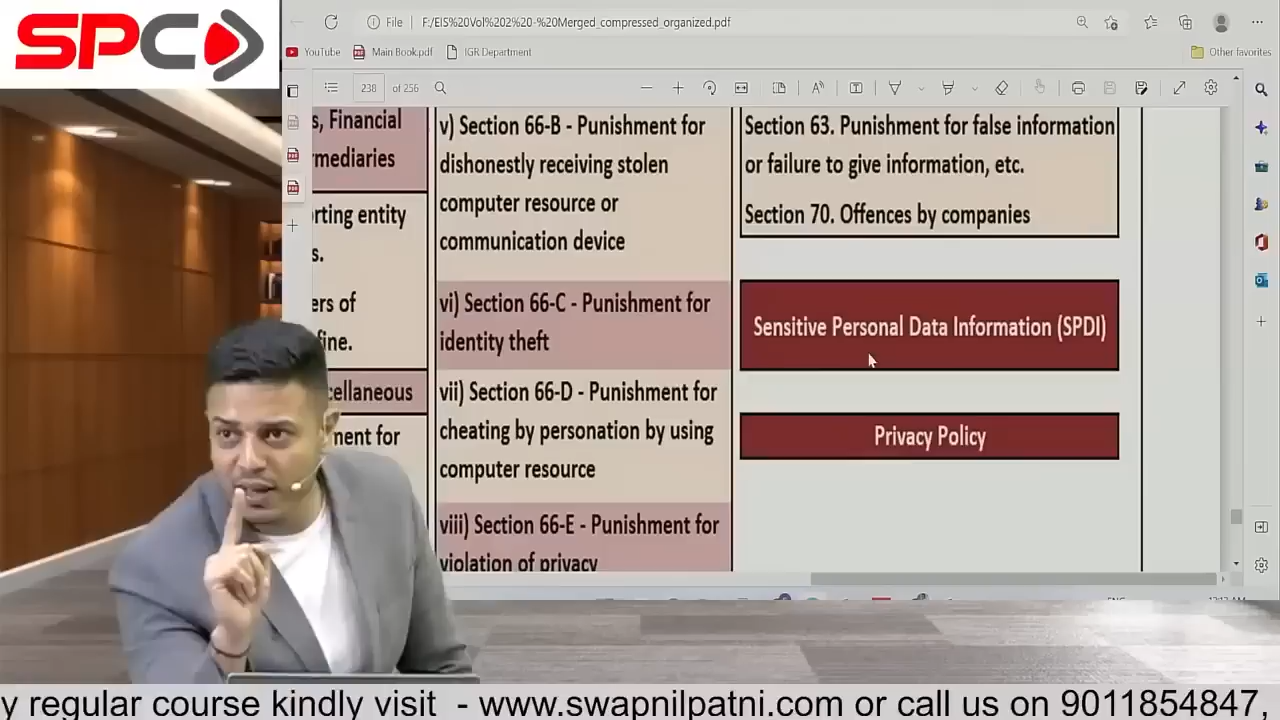 SPC
File
F:/EIS%20Vol%202%20-%20Merged_compressed_organized.pdf
YouTube
Main Book.pdf
IGR Department
Other favorites
238
of 256
s, Financial
rmediaries
rting entity
s.
ers of
fine.
cellaneous
ment for
v) Section 66-B - Punishment for
dishonestly receiving stolen
computer resource or
communication device
vi) Section 66-C - Punishment for
identity theft
vii) Section 66-D - Punishment for
cheating by personation by using
computer resource
viii) Section 66-E - Punishment for
violation of privacy
Section 63. Punishment for false information
or failure to give information, etc.
Section 70. Offences by companies
Sensitive Personal Data Information (SPDI)
Privacy Policy
y regular course kindly visit - www.swapnilpatni.com or call us on 9011854847,